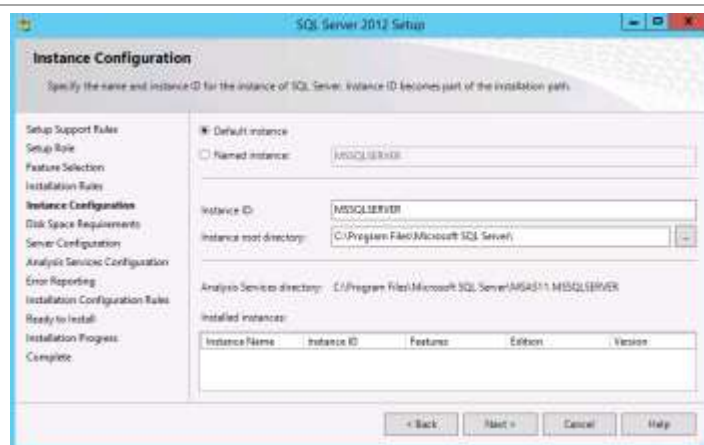 SQL Server 2012 Setup
Instance Configuration
Specify the name and instance ID for the instance of SQL Server. Instance ID becomes part of the installation path.
Setup Support Rules
Setup Role
Feature Selection
Installation Rules
Instance Configuration
Disk Space Requirements
Server Configuration
Analysis Services Configuration
Error Reporting
Installation Configuration Rules
Ready to Install
Installation Progress
Complete
Default instance
Named instance: MSSQLSERVER
Instance ID: MSSQLSERVER
Instance root directory: C:\Program Files\Microsoft SQL Server\ ...
Analysis Services directory: C:\Program Files\Microsoft SQL Server\MSAS11.MSSQLSERVER
Installed instances:
Instance Name Instance ID Features Edition Version
< Back Next > Cancel Help